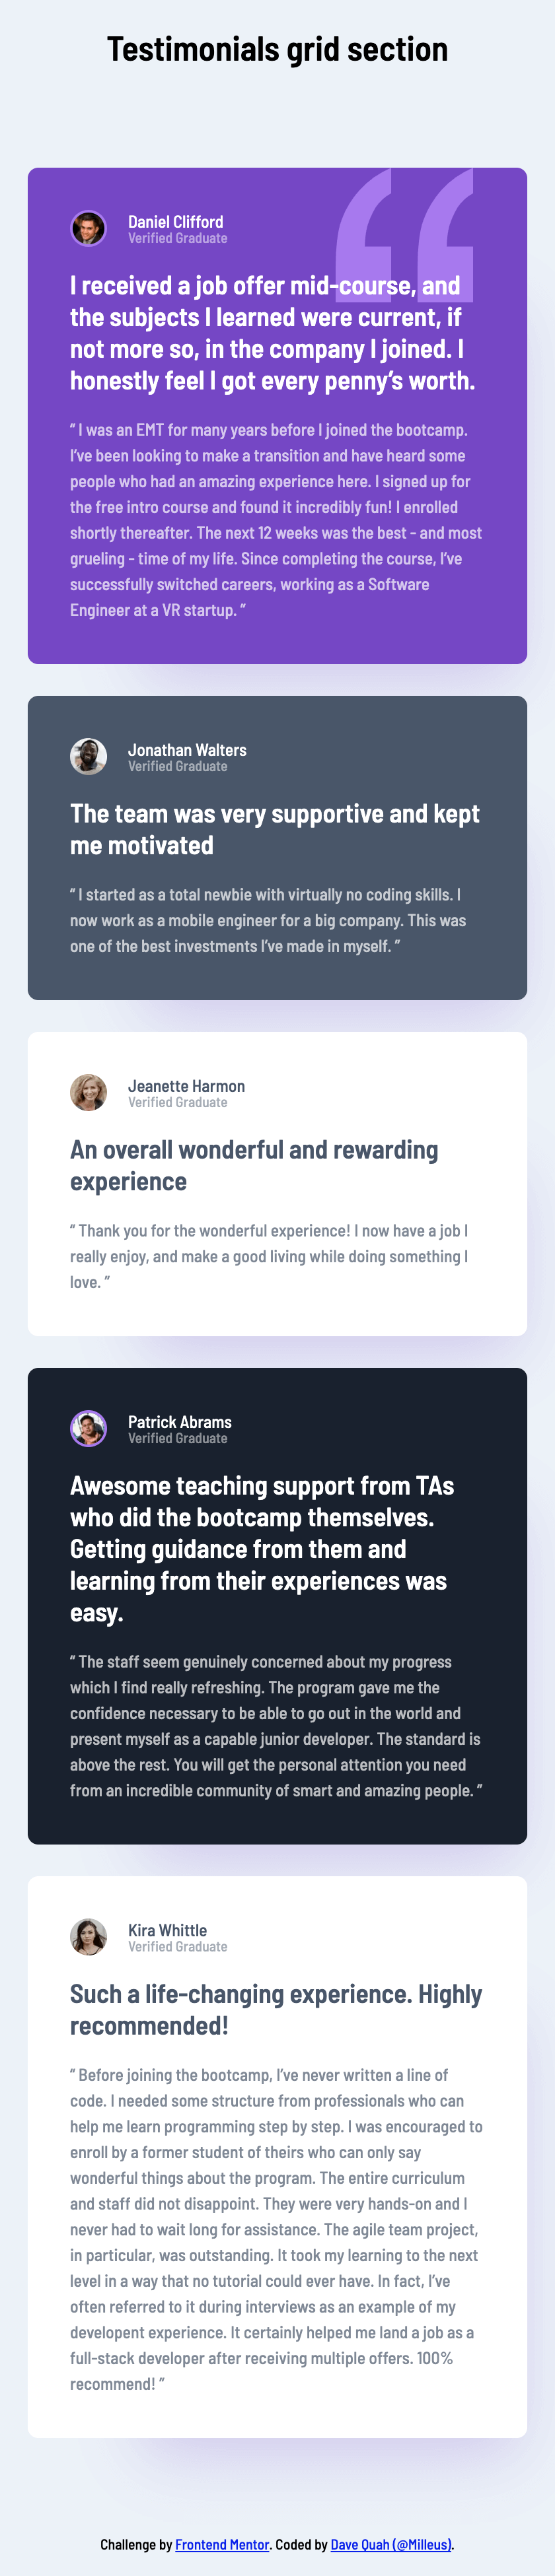 Testimonials grid section
Daniel Clifford
Verified Graduate
I received a job offer mid-course, and
the subjects I learned were current, if
not more so, in the company I joined. I
honestly feel I got every penny’s worth.
“ I was an EMT for many years before I joined the bootcamp.
I’ve been looking to make a transition and have heard some
people who had an amazing experience here. I signed up for
the free intro course and found it incredibly fun! I enrolled
shortly thereafter. The next 12 weeks was the best - and most
grueling - time of my life. Since completing the course, I’ve
successfully switched careers, working as a Software
Engineer at a VR startup. ”
Jonathan Walters
Verified Graduate
The team was very supportive and kept
me motivated
“ I started as a total newbie with virtually no coding skills. I
now work as a mobile engineer for a big company. This was
one of the best investments I’ve made in myself. ”
Jeanette Harmon
Verified Graduate
An overall wonderful and rewarding
experience
“ Thank you for the wonderful experience! I now have a job I
really enjoy, and make a good living while doing something I
love. ”
Patrick Abrams
Verified Graduate
Awesome teaching support from TAs
who did the bootcamp themselves.
Getting guidance from them and
learning from their experiences was
easy.
“ The staff seem genuinely concerned about my progress
which I find really refreshing. The program gave me the
confidence necessary to be able to go out in the world and
present myself as a capable junior developer. The standard is
above the rest. You will get the personal attention you need
from an incredible community of smart and amazing people. ”
Kira Whittle
Verified Graduate
Such a life-changing experience. Highly
recommended!
“ Before joining the bootcamp, I’ve never written a line of
code. I needed some structure from professionals who can
help me learn programming step by step. I was encouraged to
enroll by a former student of theirs who can only say
wonderful things about the program. The entire curriculum
and staff did not disappoint. They were very hands-on and I
never had to wait long for assistance. The agile team project,
in particular, was outstanding. It took my learning to the next
level in a way that no tutorial could ever have. In fact, I’ve
often referred to it during interviews as an example of my
developent experience. It certainly helped me land a job as a
full-stack developer after receiving multiple offers. 100%
recommend! ”
Challenge by Frontend Mentor. Coded by Dave Quah (@Milleus).